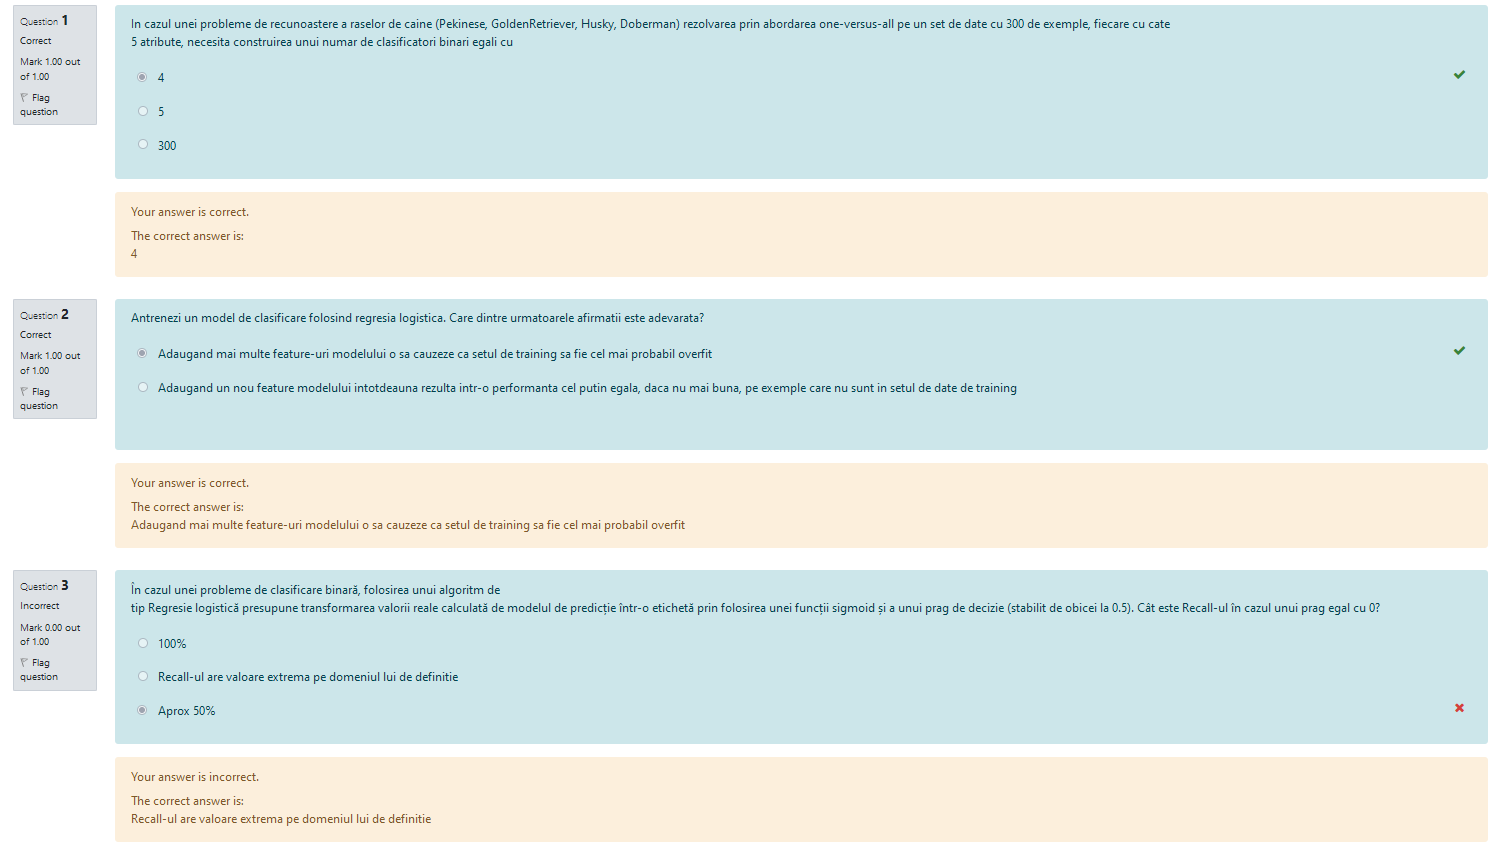 Question 1
Correct
Mark 1.00 out
of 1.00
Flag
question
In cazul unei probleme de recunoastere a raselor de caine (Pekinese, GoldenRetriever, Husky, Doberman) rezolvarea prin abordarea one-versus-all pe un set de date cu 300 de exemple, fiecare cu cate
5 atribute, necesita construirea unui numar de clasificatori binari egali cu
4
5
300
Your answer is correct.
The correct answer is:
4
Question 2
Correct
Mark 1.00 out
of 1.00
Flag
question
Antrenezi un model de clasificare folosind regresia logistica. Care dintre urmatoarele afirmatii este adevarata?
Adaugand mai multe feature-uri modelului o sa cauzeze ca setul de training sa fie cel mai probabil overfit
Adaugand un nou feature modelului intotdeauna rezulta intr-o performanta cel putin egala, daca nu mai buna, pe exemple care nu sunt in setul de date de training
Your answer is correct.
The correct answer is:
Adaugand mai multe feature-uri modelului o sa cauzeze ca setul de training sa fie cel mai probabil overfit
Question 3
Incorrect
Mark 0.00 out
of 1.00
Flag
question
În cazul unei probleme de clasificare binară, folosirea unui algoritm de
tip Regresie logistică presupune transformarea valorii reale calculată de modelul de predicție într-o etichetă prin folosirea unei funcții sigmoid și a unui prag de decizie (stabilit de obicei la 0.5). Cât este Recall-ul în cazul unui prag egal cu 0?
100%
Recall-ul are valoare extrema pe domeniul lui de definitie
Aprox 50%
Your answer is incorrect.
The correct answer is:
Recall-ul are valoare extrema pe domeniul lui de definitie